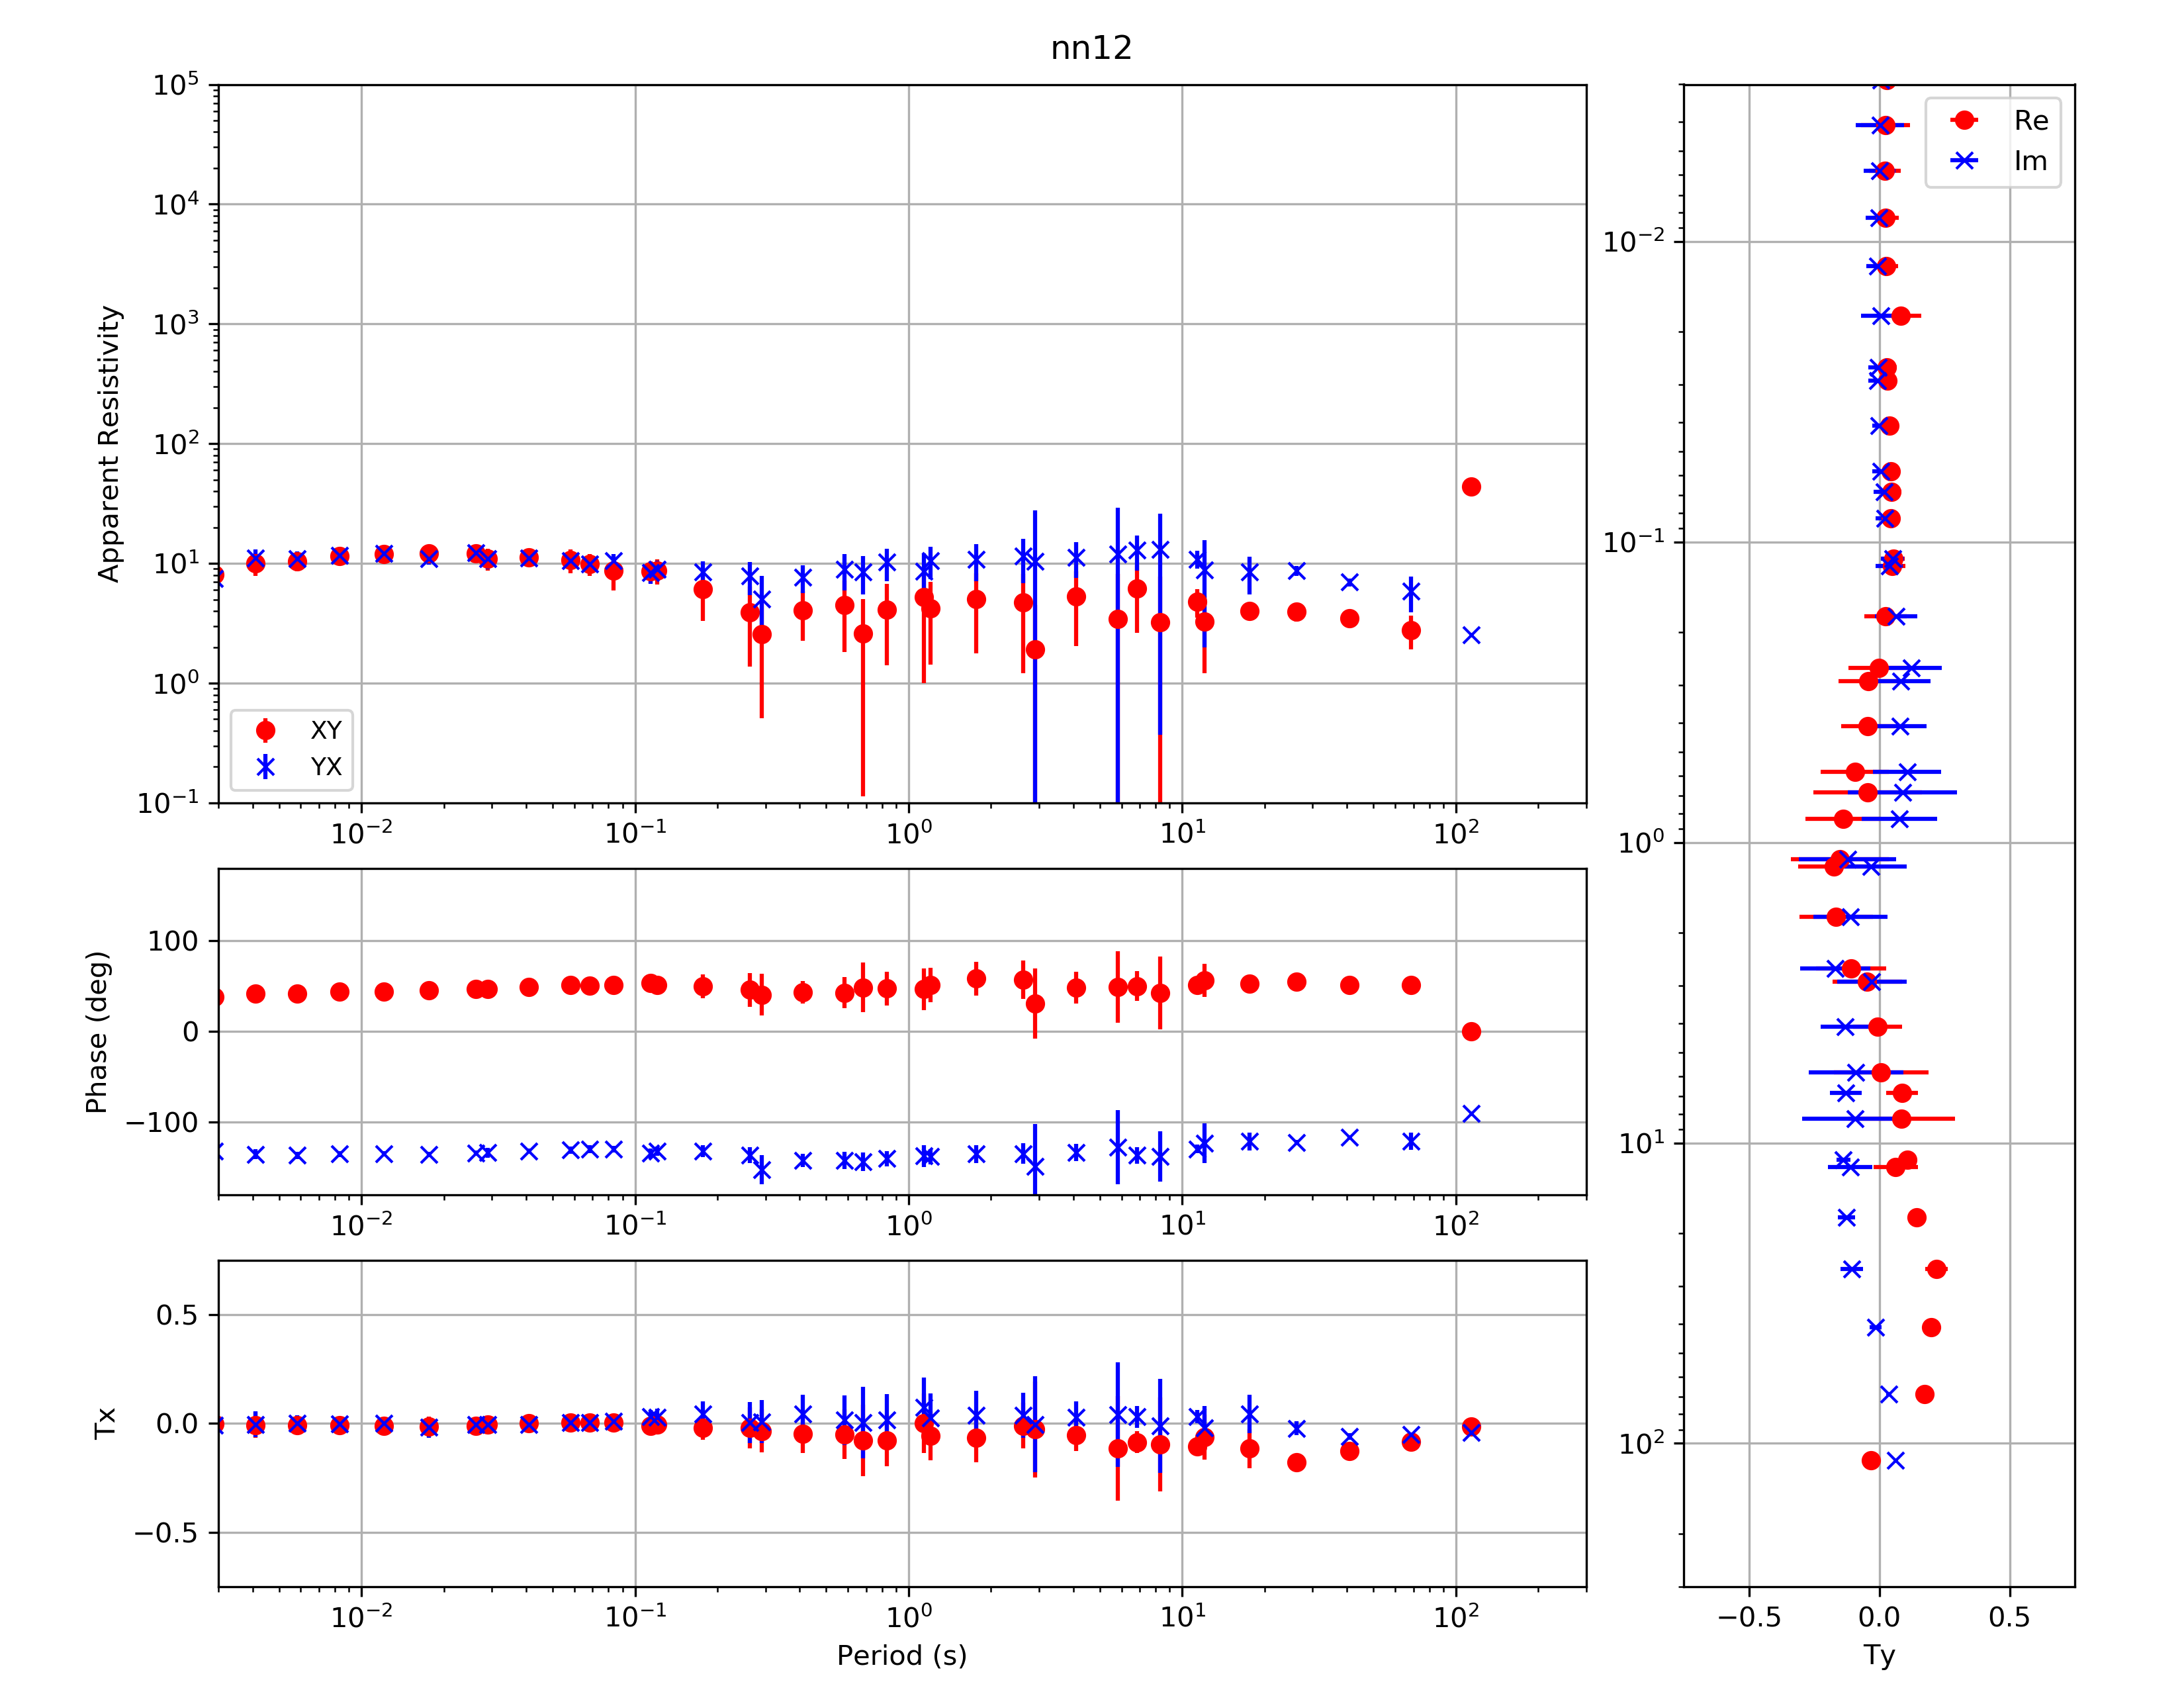 nn12
10^5
10^4
10^3
10^2
10^1
10^0
10^-1
Apparent Resistivity
XY
YX
10^-2 10^-1 10^0 10^1 10^2
100
0
−100
Phase (deg)
10^-2 10^-1 10^0 10^1 10^2
0.5
0.0
−0.5
Tx
10^-2 10^-1 10^0 10^1 10^2
Period (s)
Re
Im
10^-2
10^-1
10^0
10^1
10^2
−0.5 0.0 0.5
Ty